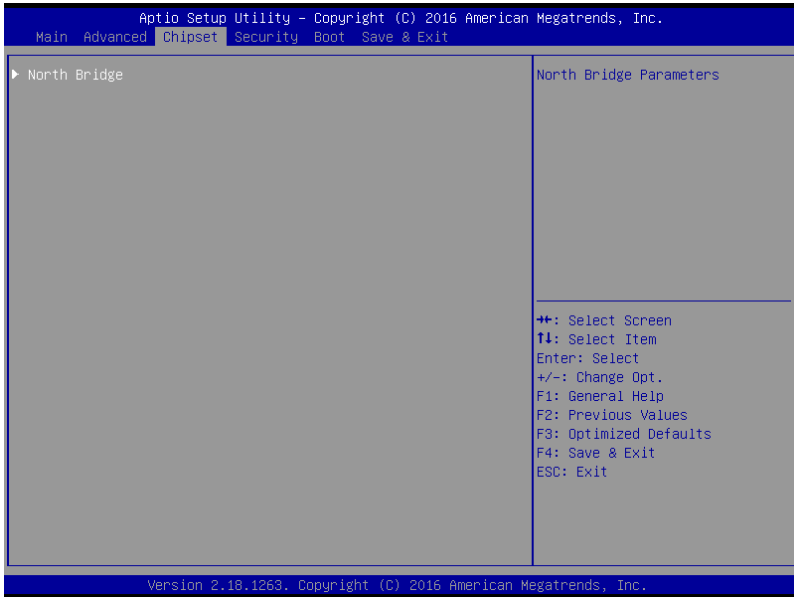 Aptio Setup Utility – Copyright (C) 2016 American Megatrends, Inc.
Main Advanced Chipset Security Boot Save & Exit
North Bridge
North Bridge Parameters
→←: Select Screen
↑↓: Select Item
Enter: Select
+/-: Change Opt.
F1: General Help
F2: Previous Values
F3: Optimized Defaults
F4: Save & Exit
ESC: Exit
Version 2.18.1263. Copyright (C) 2016 American Megatrends, Inc.